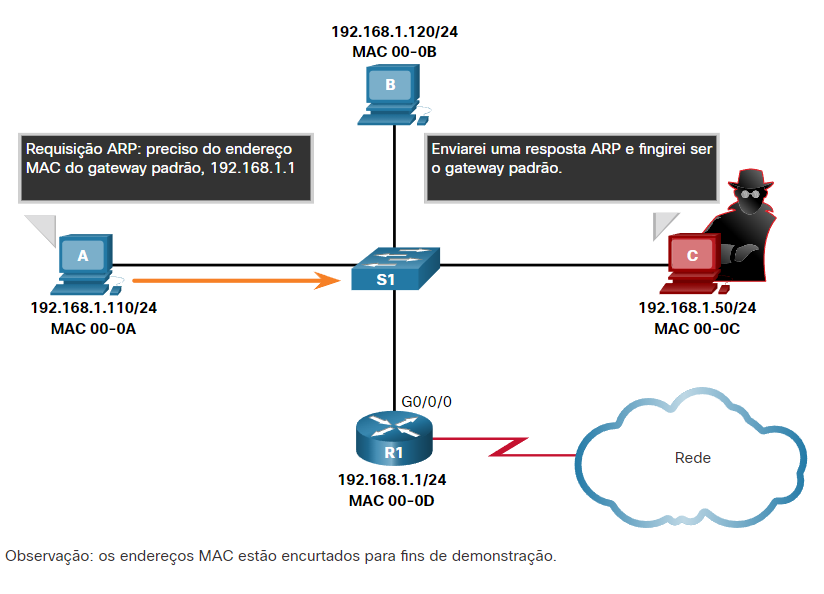 192.168.1.120/24
MAC 00-0B
B
Requisição ARP: preciso do endereço
MAC do gateway padrão, 192.168.1.1
Enviarei uma resposta ARP e fingirei ser
o gateway padrão.
A
S1
C
192.168.1.110/24
MAC 00-0A
192.168.1.50/24
MAC 00-0C
G0/0/0
R1
Rede
192.168.1.1/24
MAC 00-0D
Observação: os endereços MAC estão encurtados para fins de demonstração.